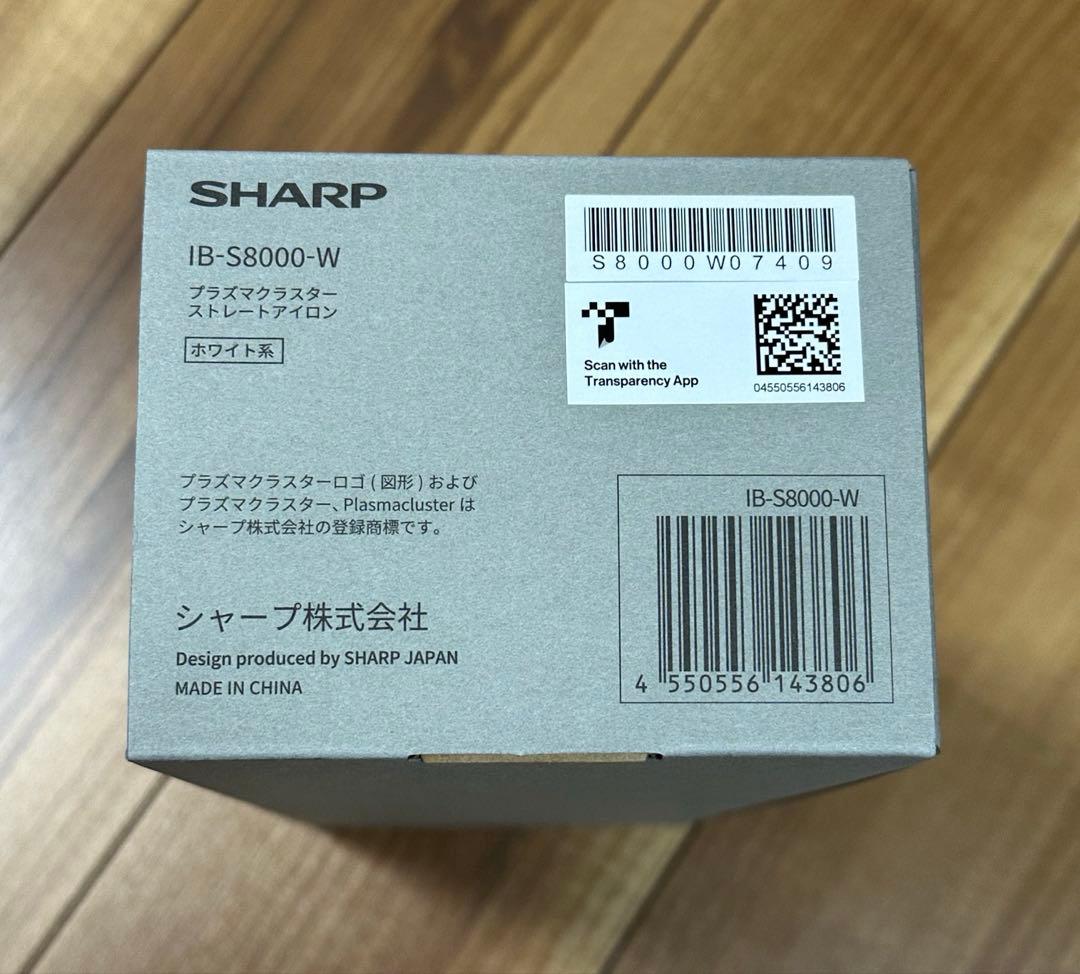 SHARP
IB-S8000-W
プラズマクラスター
ストレートアイロン
ホワイト系
S8000W07409
Scan with the
Transparency App
04550556143806
プラズマクラスターロゴ ( 図形 ) および
プラズマクラスター、Plasmacluster は
シャープ株式会社の登録商標です。
IB-S8000-W
4 550556 143806
シャープ株式会社
Design produced by SHARP JAPAN
MADE IN CHINA